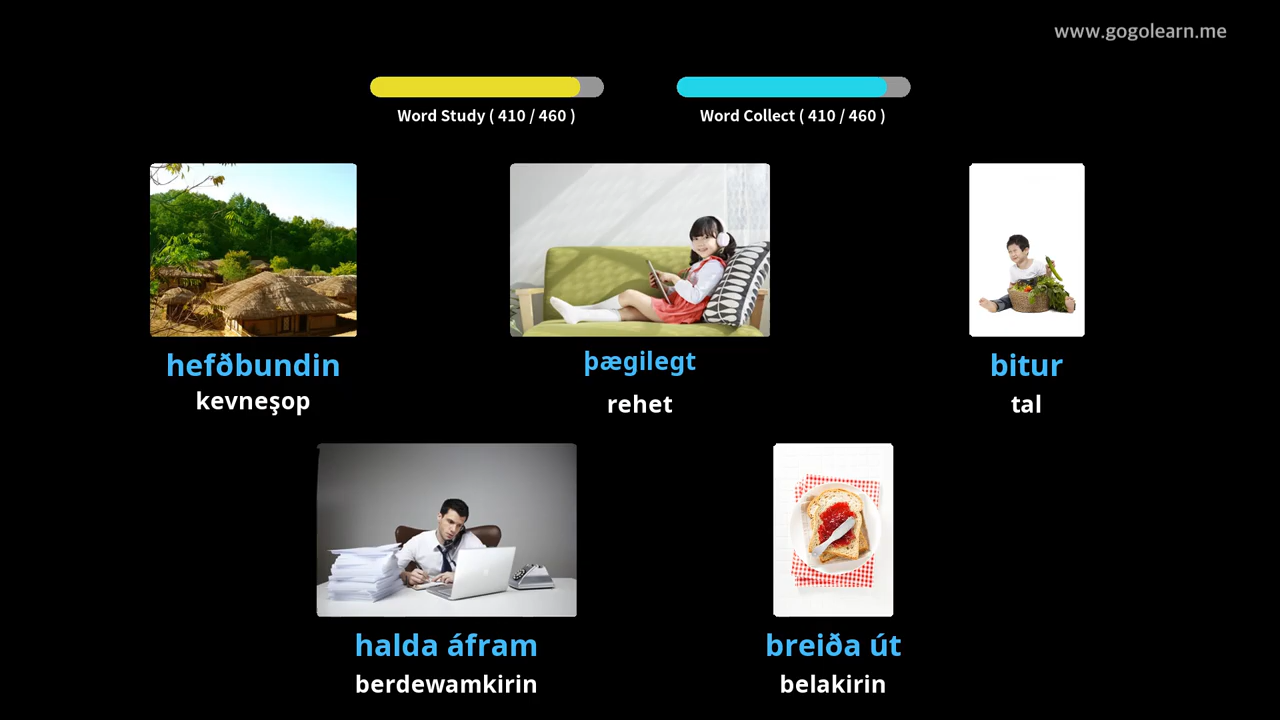 www.gogolearn.me
Word Study ( 410 / 460 )
Word Collect ( 410 / 460 )
hefðbundin
kevneşop
þægilegt
rehet
bitur
tal
halda áfram
berdewamkirin
breiða út
belakirin